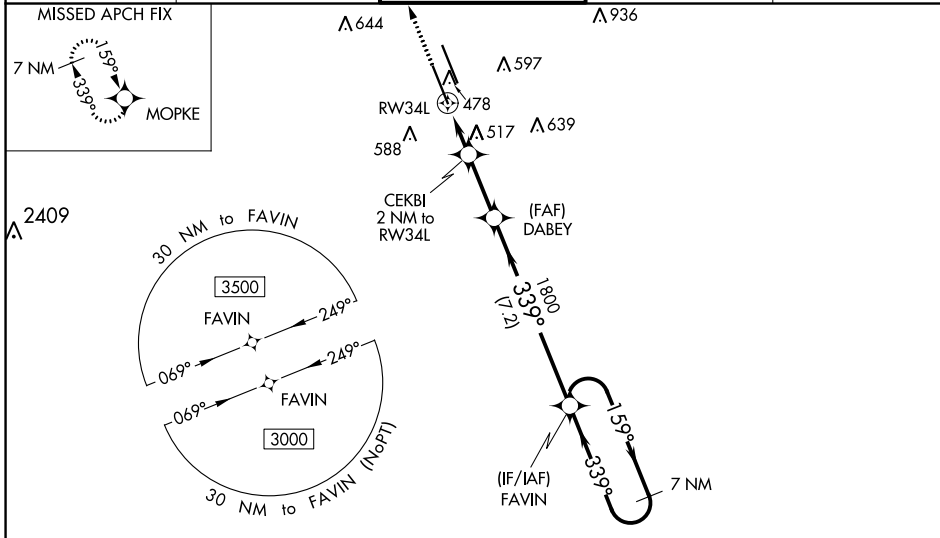 MISSED APCH FIX
159°
7 NM
339°
MOPKE
644
936
597
RW34L
478
517
639
588
CEKBI
2 NM to
RW34L
(FAF)
DABEY
2409
30 NM to FAVIN
3500
FAVIN
249°
069°
249°
069°
FAVIN
3000
30 NM to FAVIN (NoPT)
1800
339°
(7.2)
159°
339°
7 NM
(IF/IAF)
FAVIN